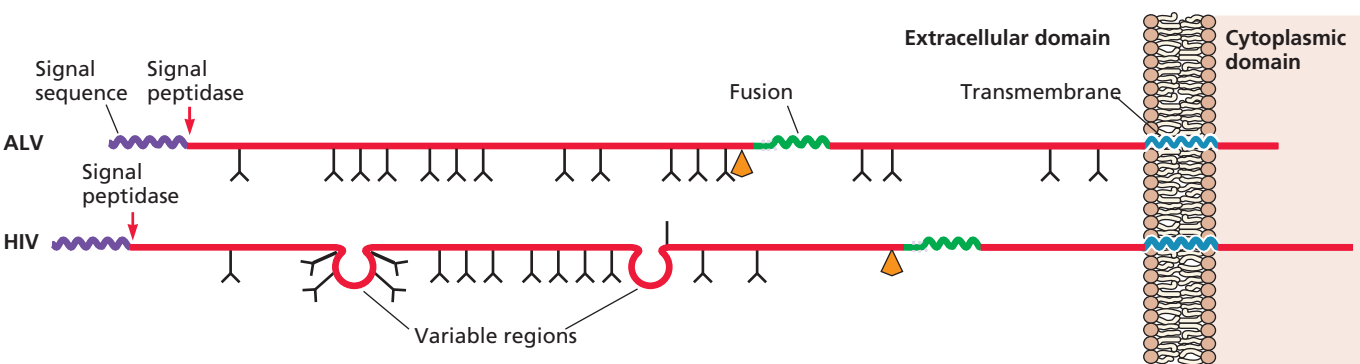 Extracellular domain
Cytoplasmic
domain
Signal
sequence
Signal
peptidase
Fusion
Transmembrane
ALV
Signal
peptidase
HIV
Variable regions